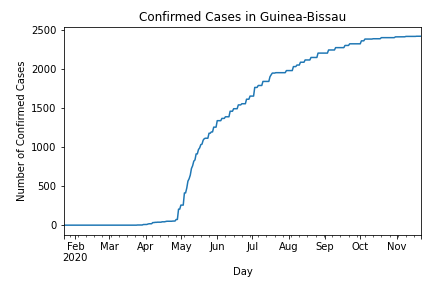 Confirmed Cases in Guinea-Bissau
Number of Confirmed Cases
2500
2000
1500
1000
500
0
Feb Mar Apr May Jun Jul Aug Sep Oct Nov
2020
Day